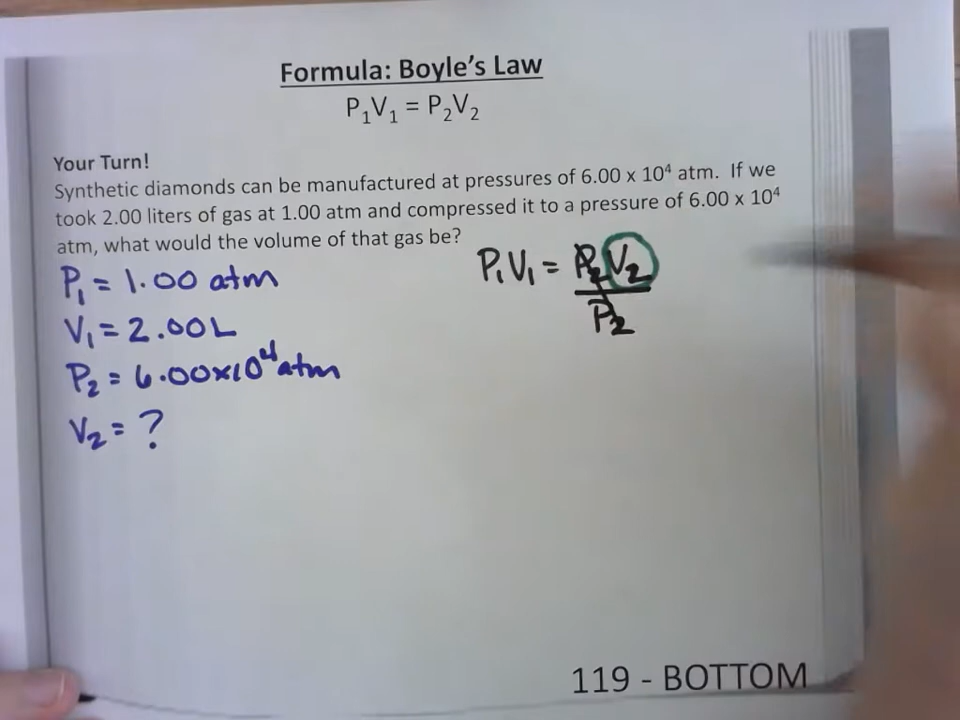 Formula: Boyle's Law
P₁V₁ = P₂V₂
Your Turn!
Synthetic diamonds can be manufactured at pressures of 6.00 x 10⁴ atm. If we
took 2.00 liters of gas at 1.00 atm and compressed it to a pressure of 6.00 x 10⁴
atm, what would the volume of that gas be?
P₁ = 1.00 atm
V₁ = 2.00L
P₂ = 6.00x10⁴ atm
V₂ = ?
P₁V₁ = P₂V₂
P₂
119 - BOTTOM